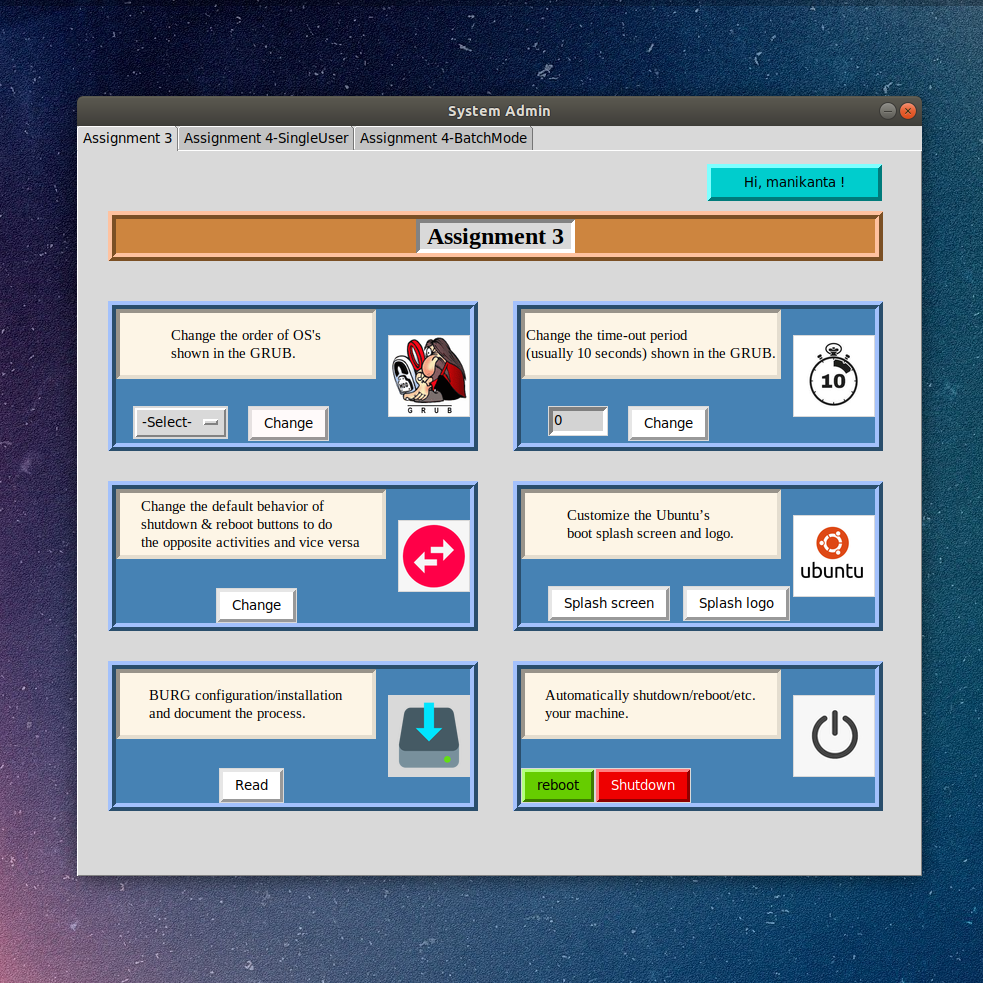 System Admin
Assignment 3
Assignment 4-SingleUser
Assignment 4-BatchMode
Hi, manikanta !
Assignment 3
Change the order of OS's
shown in the GRUB.
GRUB
-Select-
Change
Change the time-out period
(usually 10 seconds) shown in the GRUB.
10
0
Change
Change the default behavior of
shutdown & reboot buttons to do
the opposite activities and vice versa
Change
Customize the Ubuntu’s
boot splash screen and logo.
ubuntu
Splash screen
Splash logo
BURG configuration/installation
and document the process.
Read
Automatically shutdown/reboot/etc.
your machine.
reboot
Shutdown